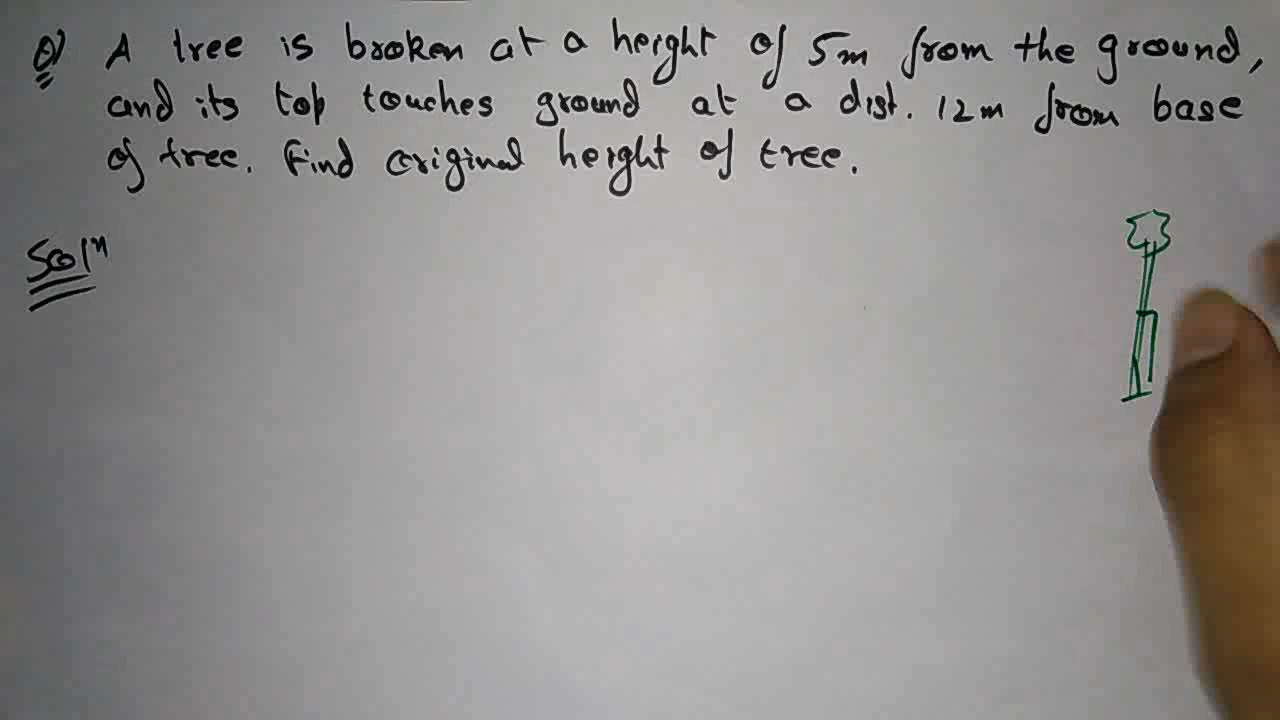 Q A tree is broken at a height of 5m from the ground,
and its top touches ground at a dist. 12m from base
of tree. Find original height of tree.
Solⁿ